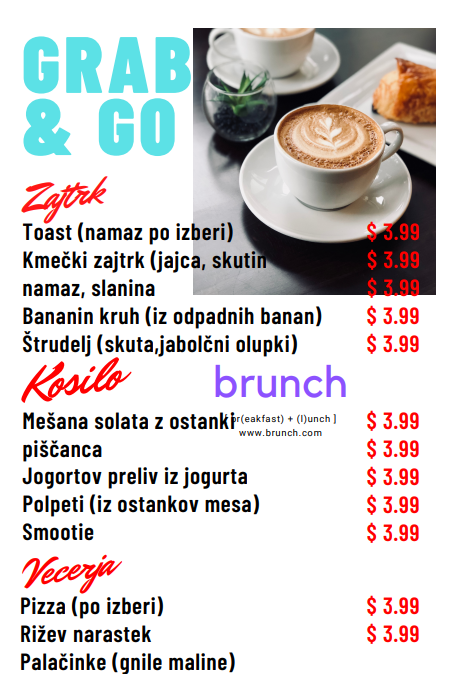 GRAB
& GO
Zajtrk
Toast (namaz po izberi) $ 3.99
Kmečki zajtrk (jajca, skutin $ 3.99
namaz, slanina $ 3.99
Bananin kruh (iz odpadnih banan) $ 3.99
Štrudelj (skuta,jabolčni olupki) $ 3.99
Kosilo
brunch
br(eakfast) + (l)unch ]
www.brunch.com
Mešana solata z ostanki $ 3.99
piščanca $ 3.99
Jogortov preliv iz jogurta $ 3.99
Polpeti (iz ostankov mesa) $ 3.99
Smootie $ 3.99
Vecerja
Pizza (po izberi) $ 3.99
Rižev narastek $ 3.99
Palačinke (gnile maline)